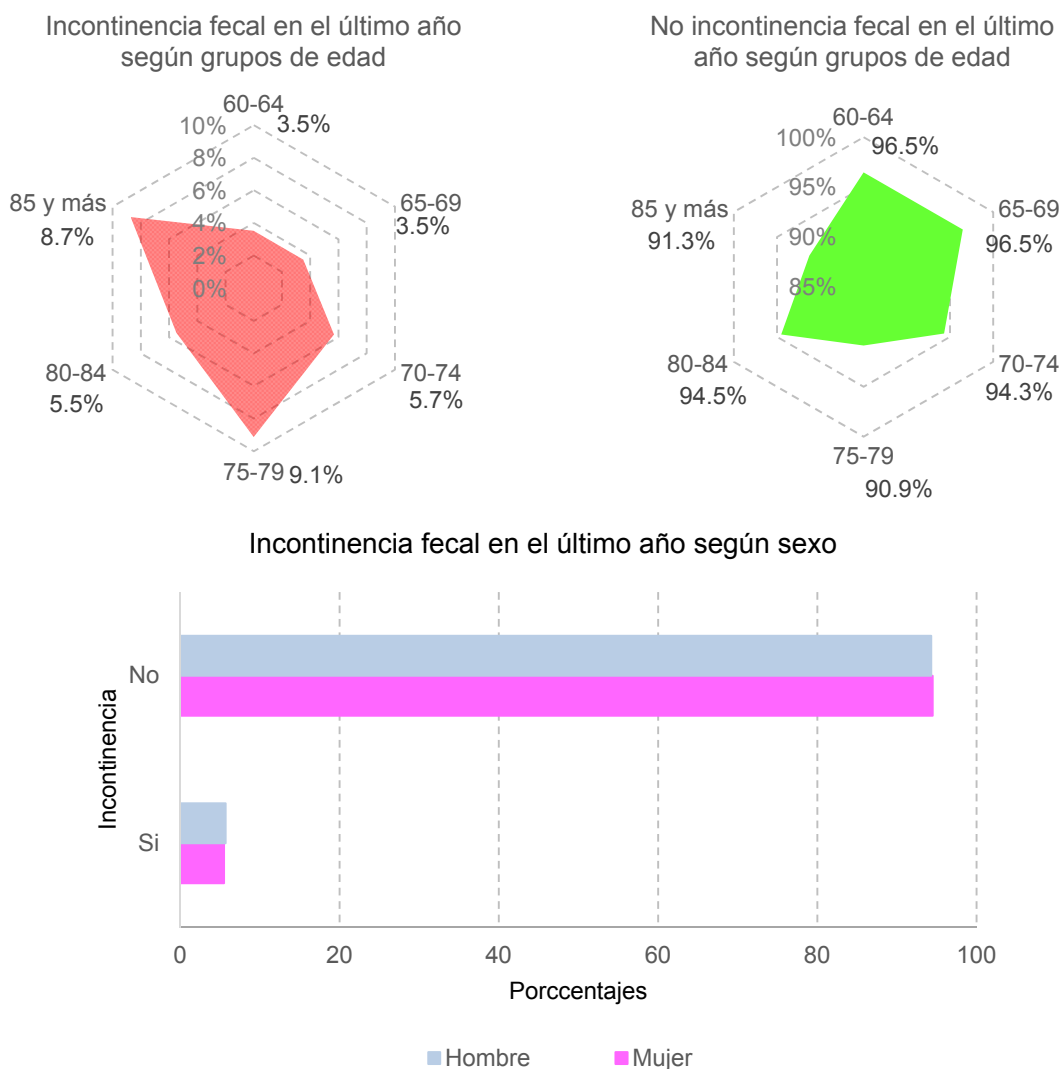 Incontinencia fecal en el último año
según grupos de edad
60-64
3.5%
10%
8%
6%
4%
2%
0%
65-69
3.5%
70-74
5.7%
75-79
9.1%
80-84
5.5%
85 y más
8.7%
No incontinencia fecal en el último
año según grupos de edad
60-64
96.5%
100%
95%
90%
85%
65-69
96.5%
70-74
94.3%
75-79
90.9%
80-84
94.5%
85 y más
91.3%
Incontinencia fecal en el último año según sexo
Incontinencia
No
Si
0 20 40 60 80 100
Porccentajes
Hombre Mujer